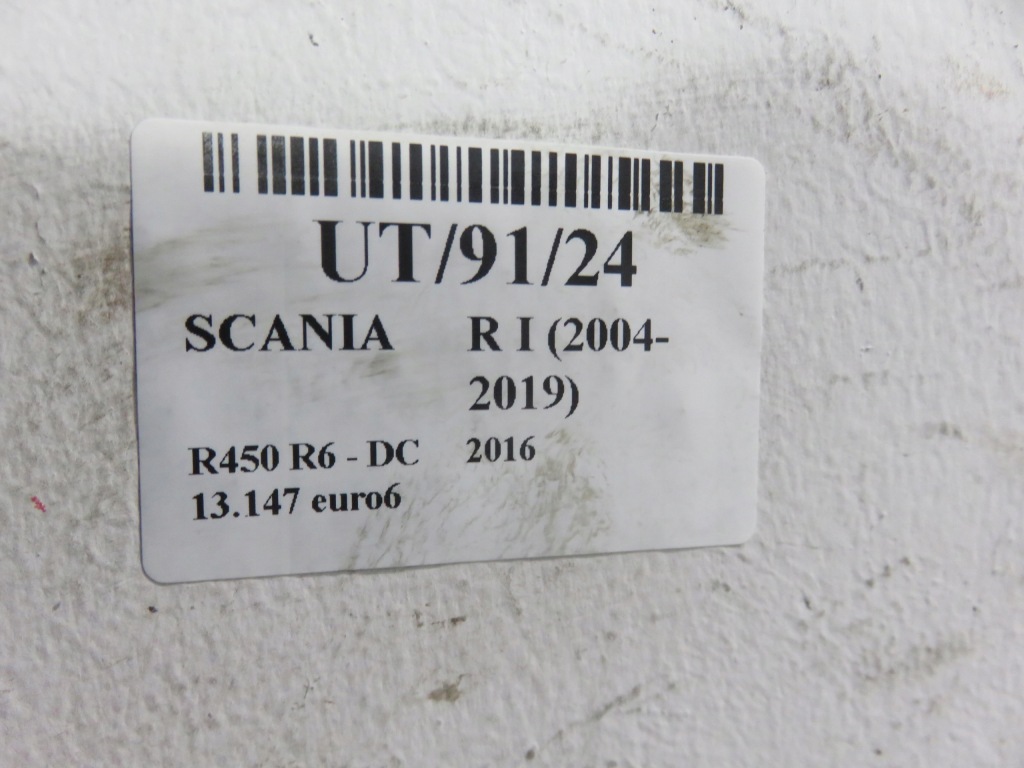 UT/91/24
SCANIA R I (2004-
2019)
R450 R6 - DC 2016
13.147 euro6